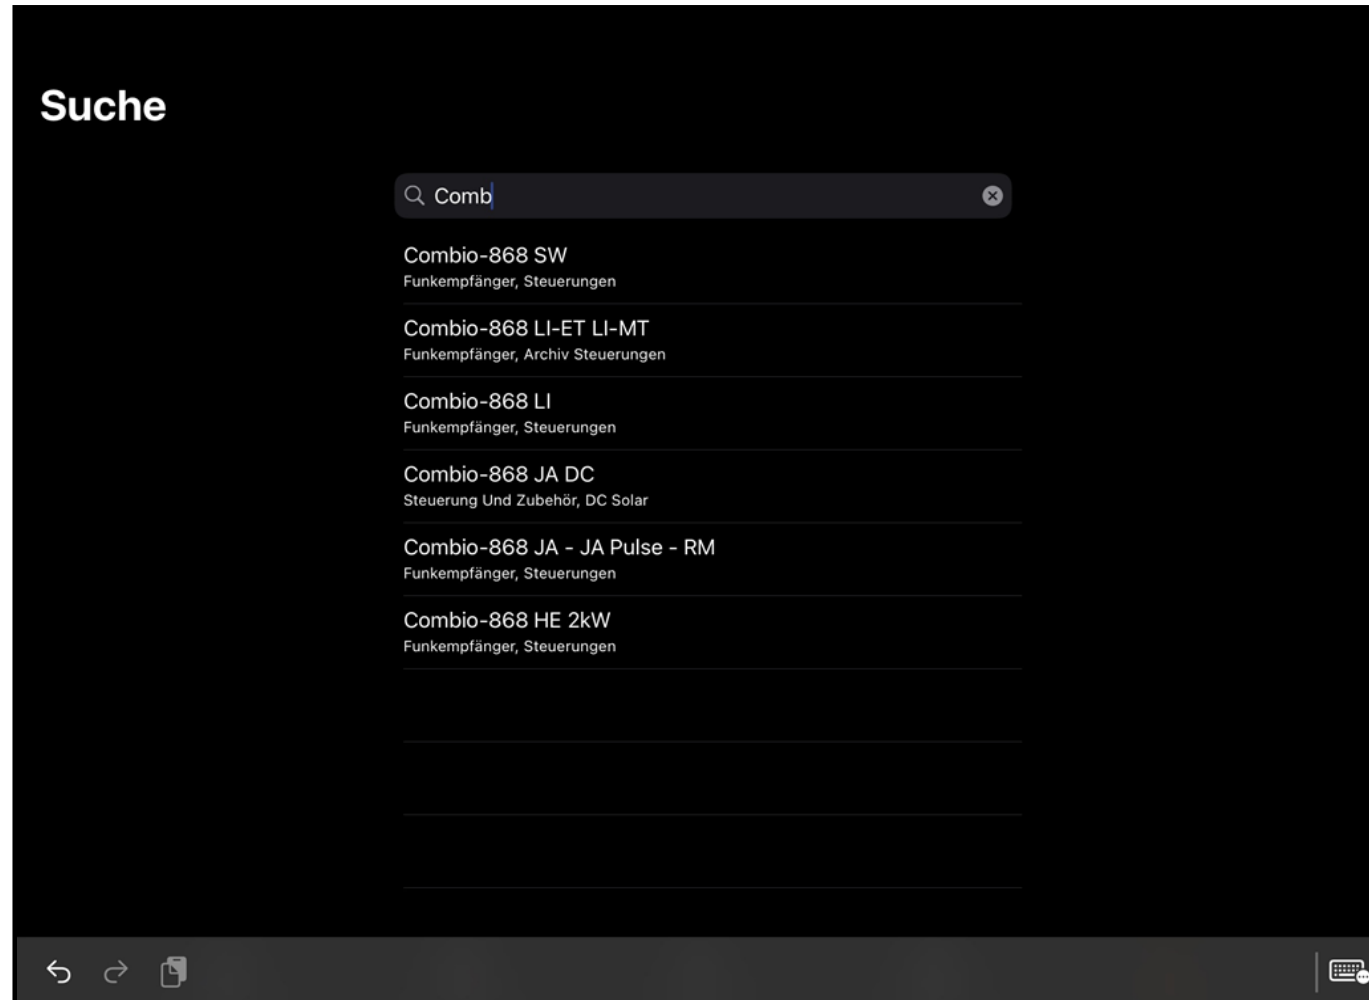 Suche
Comb
Combio-868 SW
Funkempfänger, Steuerungen
Combio-868 LI-ET LI-MT
Funkempfänger, Archiv Steuerungen
Combio-868 LI
Funkempfänger, Steuerungen
Combio-868 JA DC
Steuerung Und Zubehör, DC Solar
Combio-868 JA - JA Pulse - RM
Funkempfänger, Steuerungen
Combio-868 HE 2kW
Funkempfänger, Steuerungen